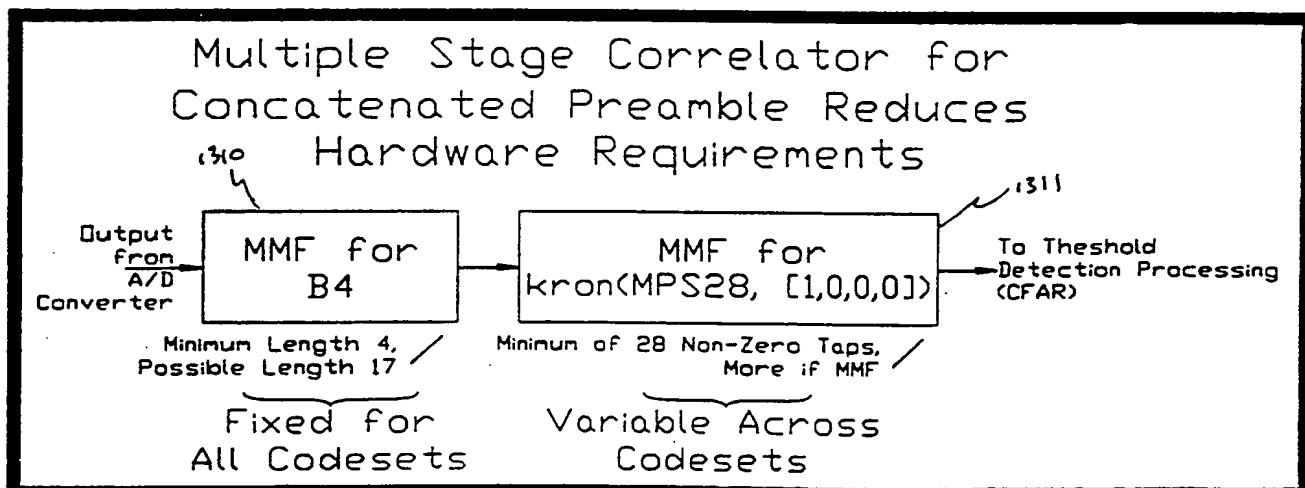 Multiple Stage Correlator for
Concatenated Preamble Reduces
Hardware Requirements
1310
1311
Output
from
A/D
Converter
MMF for
B4
MMF for
kron(MPS28, [1,0,0,0])
To Theshold
Detection Processing
(CFAR)
Minimum Length 4,
Possible Length 17
Minimum of 28 Non-Zero Taps,
More if MMF
Fixed for
All Codesets
Variable Across
Codesets